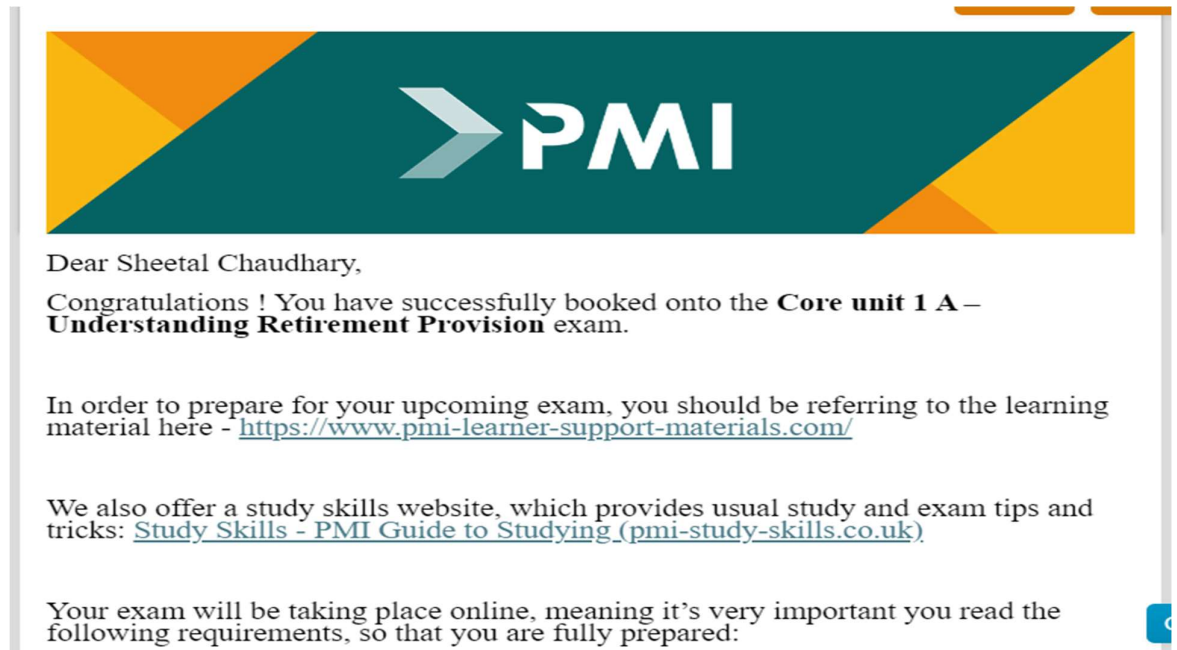 PMI
Dear Sheetal Chaudhary,
Congratulations ! You have successfully booked onto the Core unit 1 A –
Understanding Retirement Provision exam.
In order to prepare for your upcoming exam, you should be referring to the learning
material here - https://www.pmi-learner-support-materials.com/
We also offer a study skills website, which provides usual study and exam tips and
tricks: Study Skills - PMI Guide to Studying (pmi-study-skills.co.uk)
Your exam will be taking place online, meaning it’s very important you read the
following requirements, so that you are fully prepared: